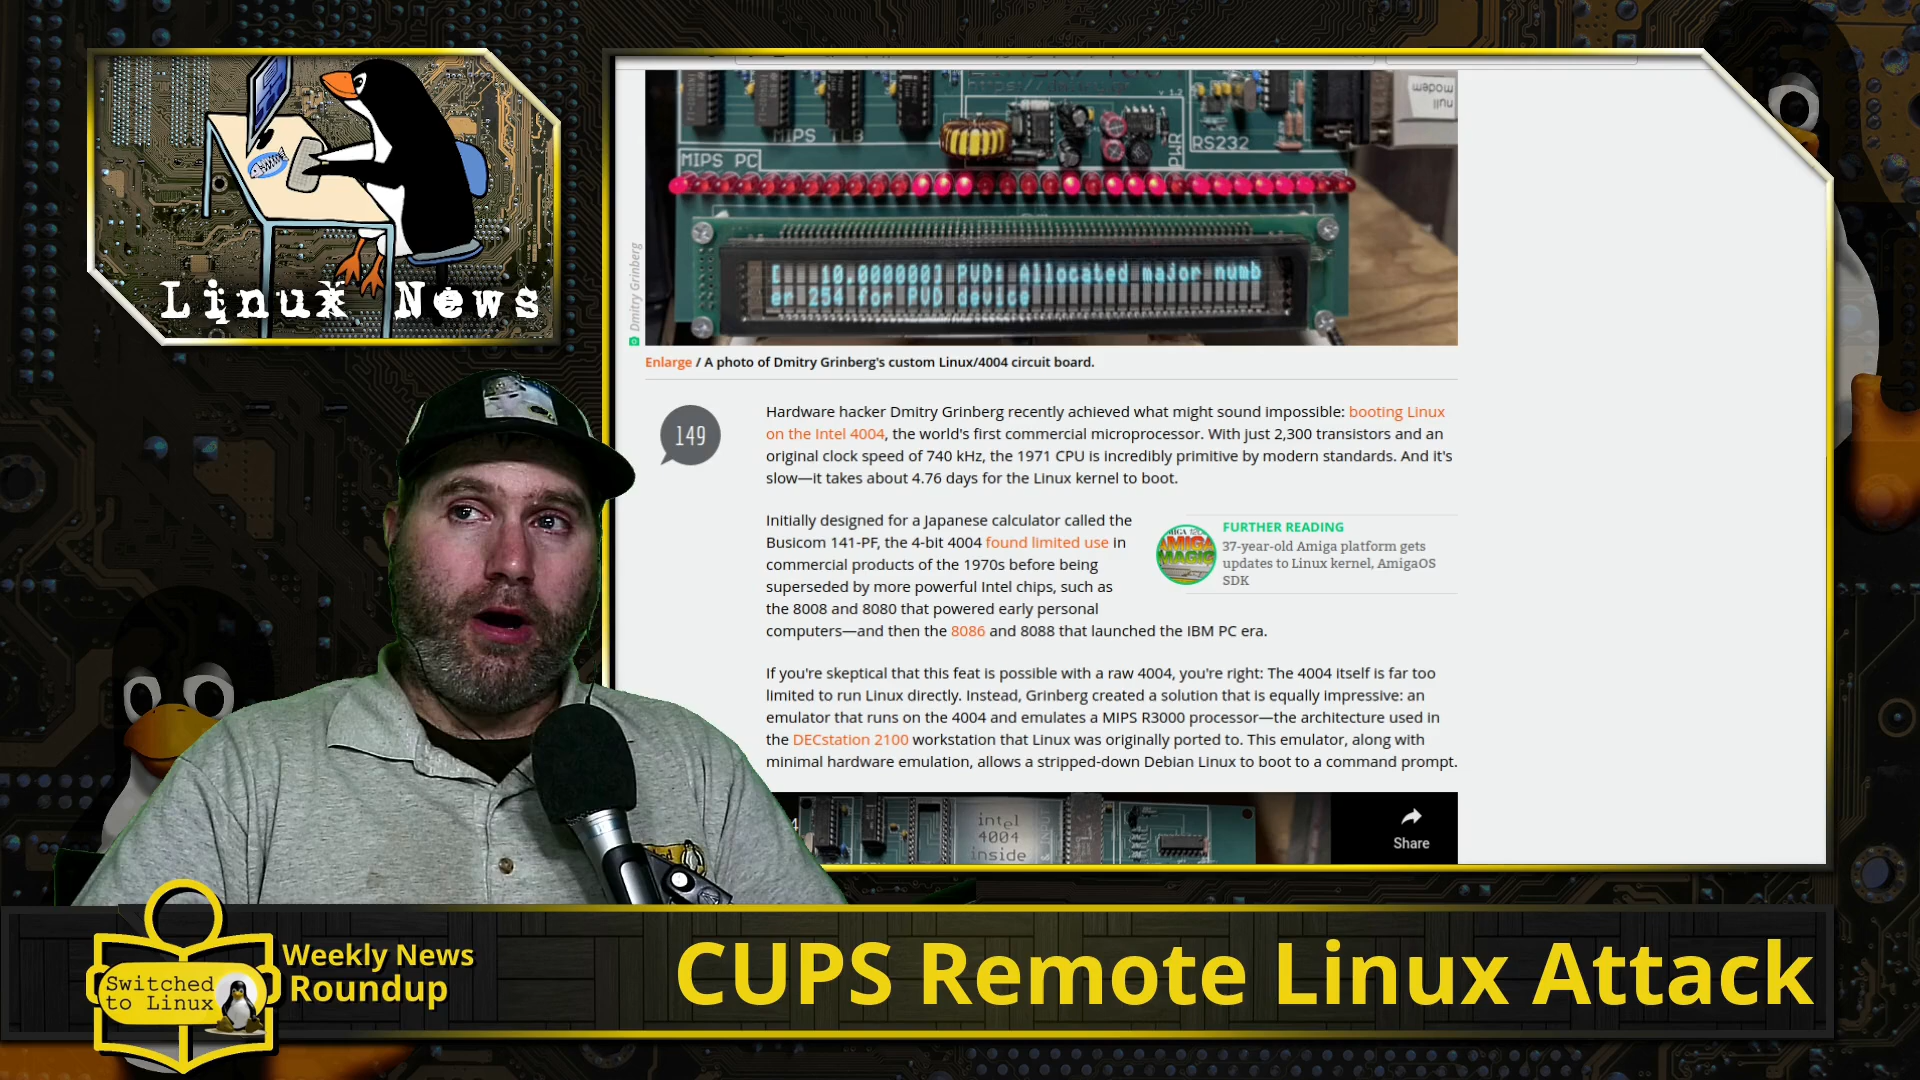 Linux News
MIPS TLB
MIPS PC
PWR
V 1.2
RS232
null
modem
[ 10.000000] PVD: Allocated major numb
er 254 for PVD device
Dmitry Grinberg
Enlarge / A photo of Dmitry Grinberg's custom Linux/4004 circuit board.
149
Hardware hacker Dmitry Grinberg recently achieved what might sound impossible: booting Linux
on the Intel 4004, the world's first commercial microprocessor. With just 2,300 transistors and an
original clock speed of 740 kHz, the 1971 CPU is incredibly primitive by modern standards. And it's
slow—it takes about 4.76 days for the Linux kernel to boot.
Initially designed for a Japanese calculator called the
Busicom 141-PF, the 4-bit 4004 found limited use in
commercial products of the 1970s before being
superseded by more powerful Intel chips, such as
the 8008 and 8080 that powered early personal
computers—and then the 8086 and 8088 that launched the IBM PC era.
AMIGA
MAGIC
FURTHER READING
37-year-old Amiga platform gets
updates to Linux kernel, AmigaOS
SDK
If you're skeptical that this feat is possible with a raw 4004, you're right: The 4004 itself is far too
limited to run Linux directly. Instead, Grinberg created a solution that is equally impressive: an
emulator that runs on the 4004 and emulates a MIPS R3000 processor—the architecture used in
the DECstation 2100 workstation that Linux was originally ported to. This emulator, along with
minimal hardware emulation, allows a stripped-down Debian Linux to boot to a command prompt.
4
intel
4004
inside
Share
Switched
to Linux
Weekly News
Roundup
CUPS Remote Linux Attack